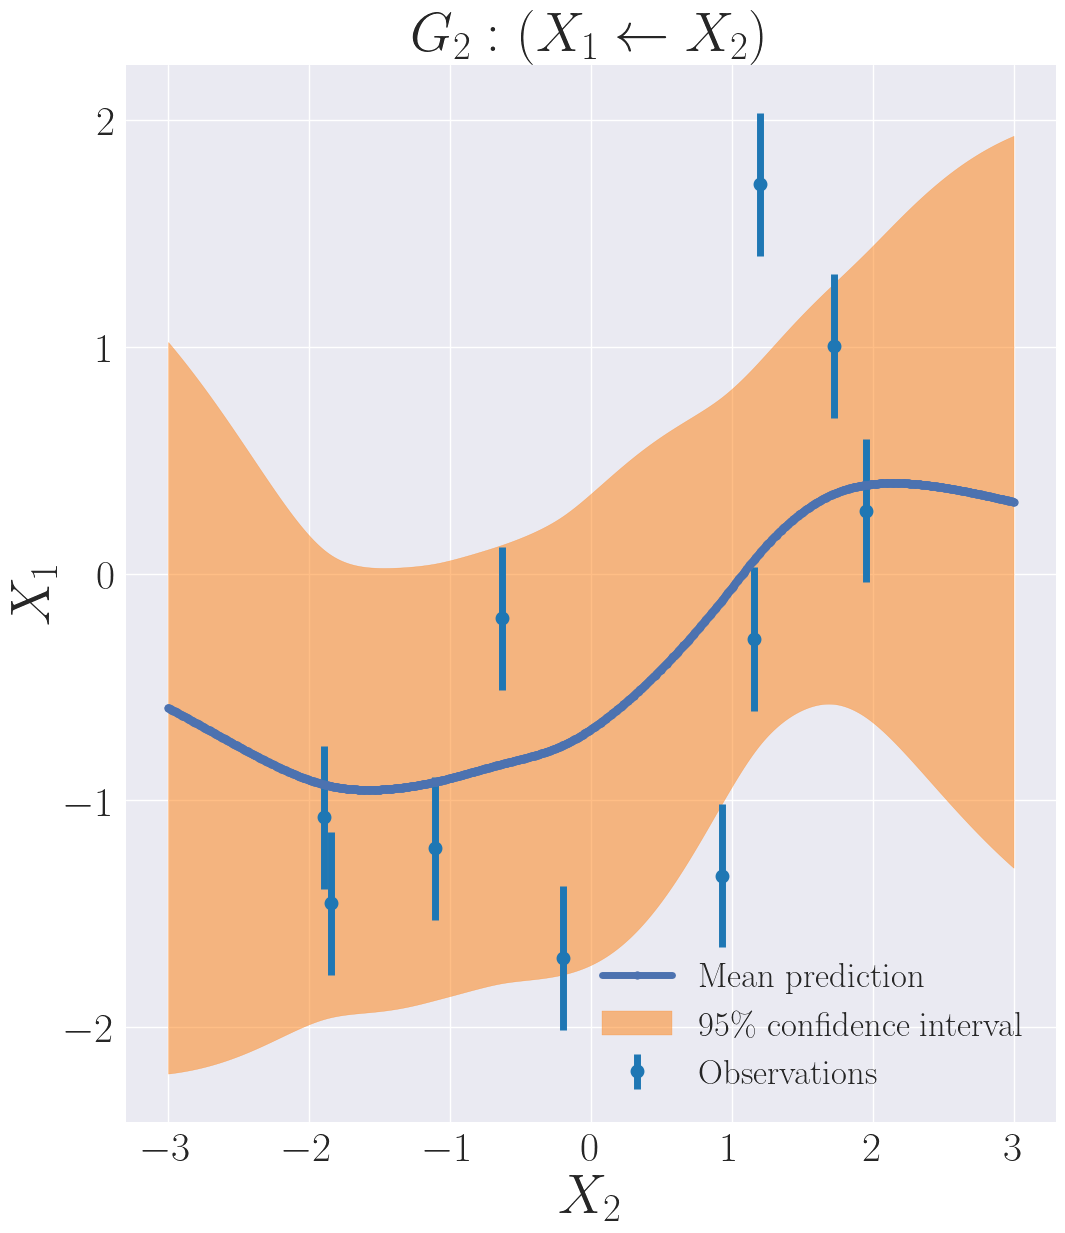 G₂ : (X₁ ← X₂)
2
1
0
−1
−2
X₁
−3 −2 −1 0 1 2 3
X₂
Mean prediction
95% confidence interval
Observations